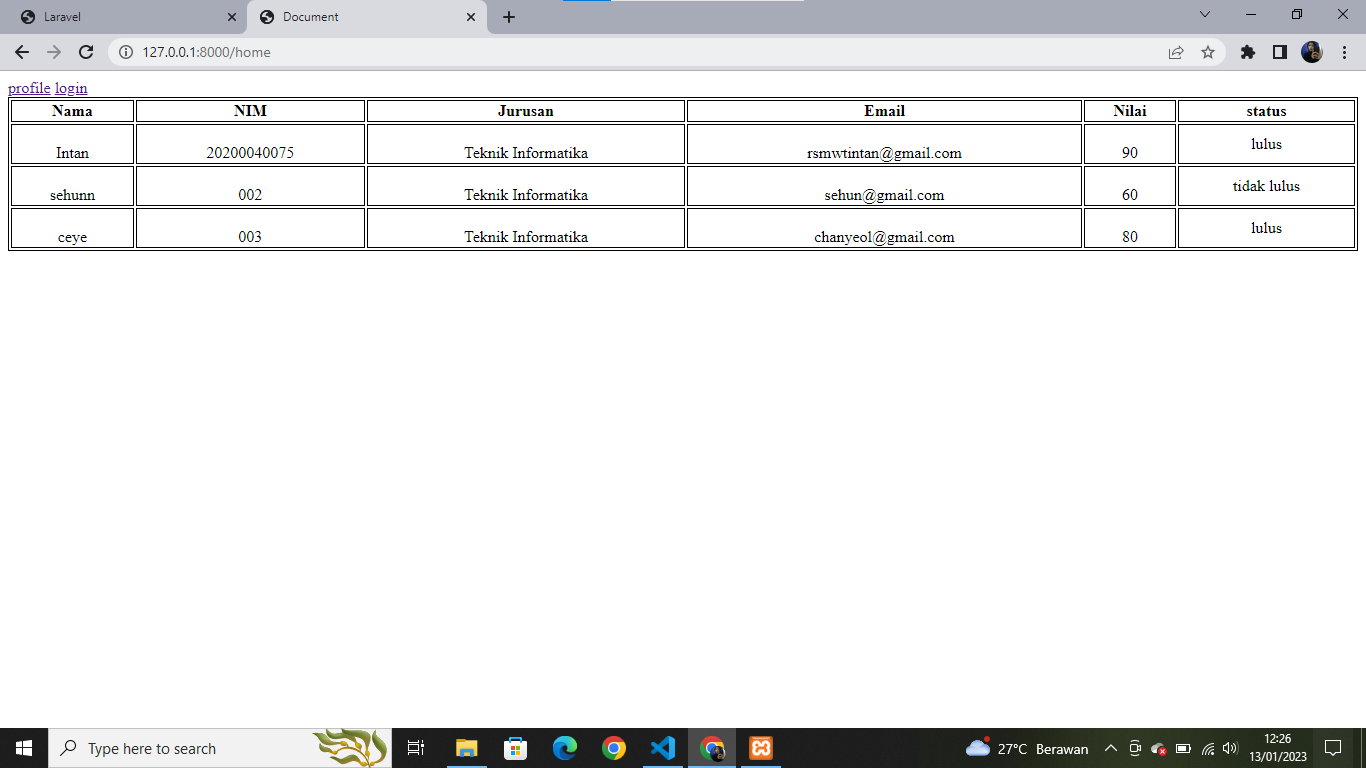 Laravel
Document
127.0.0.1:8000/home
profile login
Nama NIM Jurusan Email Nilai status
Intan 20200040075 Teknik Informatika rsmwtintan@gmail.com 90 lulus
sehunn 002 Teknik Informatika sehun@gmail.com 60 tidak lulus
ceye 003 Teknik Informatika chanyeol@gmail.com 80 lulus
Type here to search
27°C Berawan
12:26
13/01/2023